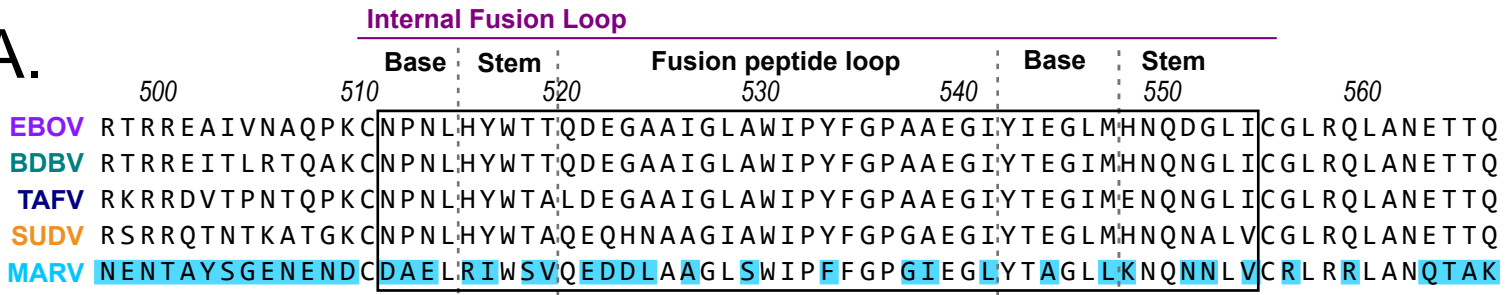 Internal Fusion Loop
A.
Base Stem Fusion peptide loop Base Stem
500 510 520 530 540 550 560
EBOV RTRREAIVNAQPKCNPNLHYWTTQDEGAAIGLAWIPYFGPAAEGIYIEGLMHNQDGLICGLRQLANETTQ
BDBV RTRREITLRTQAKCNPNLHYWTTQDEGAAIGLAWIPYFGPAAEGIYTEGIMHNQNGLICGLRQLANETTQ
TAFV RKRRDVTPNTQPKCNPNLHYWTALDEGAAIGLAWIPYFGPAAEGIYTEGIMENQNGLICGLRQLANETTQ
SUDV RSRRQTNTKATGKCNPNLHYWTAQEQHNAAGIAWIPYFGPGAEGIYTEGLMHNQNALVCGLRQLANETTQ
MARV NENTAYSGENENDCDAELRIWSVQEDDLAAGLSWIPFFGPGIEGLYTAGLLKNQNNLVCRLRRLANQTAK